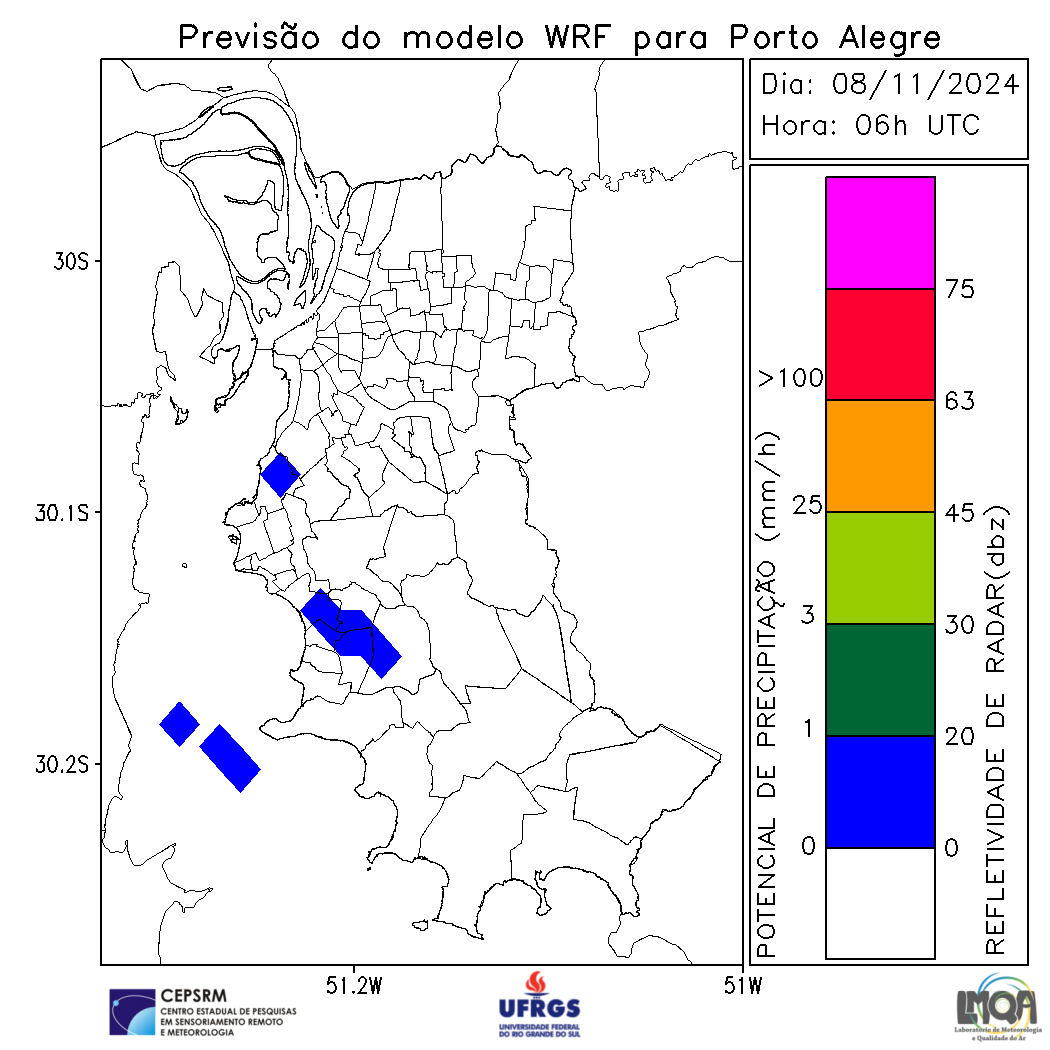 Previsão do modelo WRF para Porto Alegre
Dia: 08/11/2024
Hora: 06h UTC
30S
30.1S
30.2S
51.2W
51W
POTENCIAL DE PRECIPITAÇÃO (mm/h)
>100
25
3
1
0
75
63
45
30
20
0
REFLETIVIDADE DE RADAR(dbz)
CEPSRM
CENTRO ESTADUAL DE PESQUISAS
EM SENSORIAMENTO REMOTO
E METEOROLOGIA
UFRGS
UNIVERSIDADE FEDERAL
DO RIO GRANDE DO SUL
LMQA
Laboratório de Meteorologia
e Qualidade do Ar